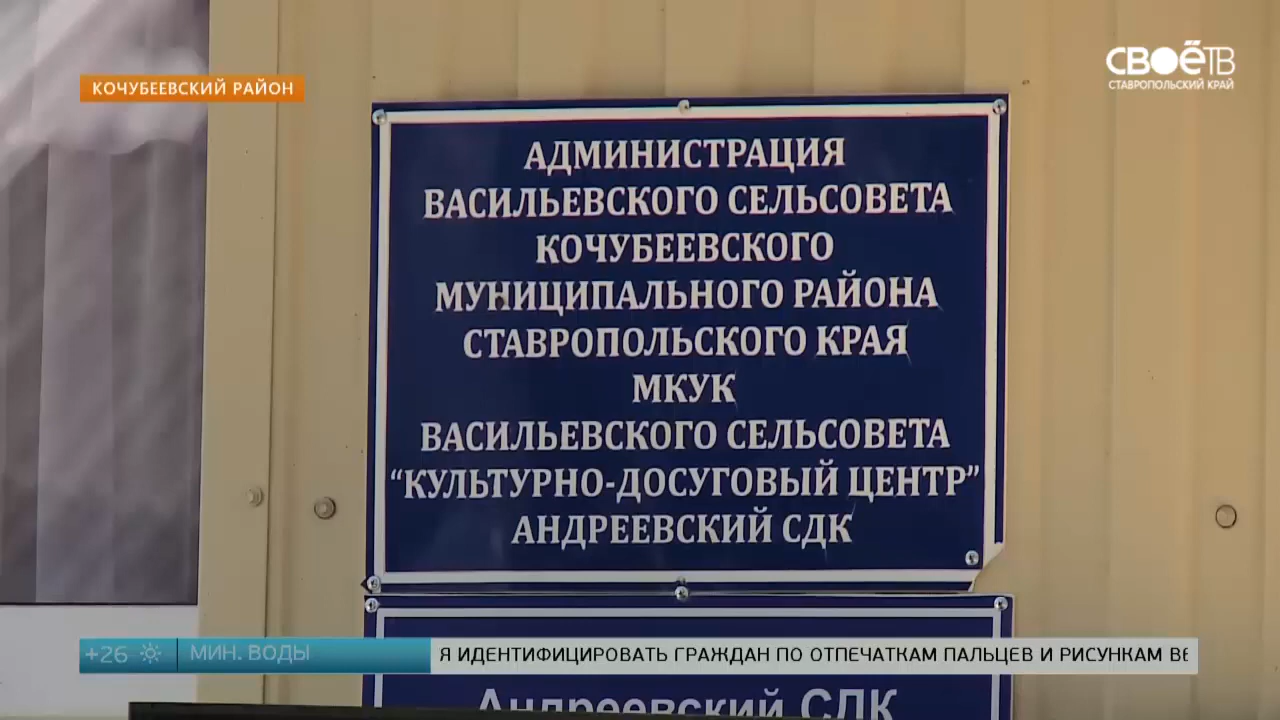 КОЧУБЕЕВСКИЙ РАЙОН
СВОЁТВ
СТАВРОПОЛЬСКИЙ КРАЙ
АДМИНИСТРАЦИЯ
ВАСИЛЬЕВСКОГО СЕЛЬСОВЕТА
КОЧУБЕЕВСКОГО
МУНИЦИПАЛЬНОГО РАЙОНА
СТАВРОПОЛЬСКОГО КРАЯ
МКУК
ВАСИЛЬЕВСКОГО СЕЛЬСОВЕТА
“КУЛЬТУРНО-ДОСУГОВЫЙ ЦЕНТР”
АНДРЕЕВСКИЙ СДК
+26 МИН. ВОДЫ
Я ИДЕНТИФИЦИРОВАТЬ ГРАЖДАН ПО ОТПЕЧАТКАМ ПАЛЬЦЕВ И РИСУНКАМ
Андреевский СДК